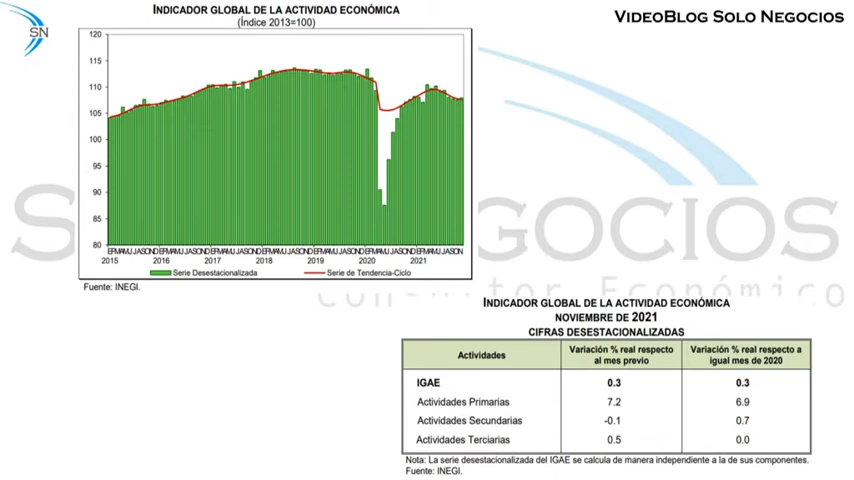 SN
VIDEOBLOG SOLO NEGOCIOS
INDICADOR GLOBAL DE LA ACTIVIDAD ECONÓMICA
(Índice 2013=100)
120
115
110
105
100
95
90
85
80
2015 2016 2017 2018 2019 2020 2021
Serie Desestacionalizada Serie de Tendencia-Ciclo
Fuente: INEGI.
INDICADOR GLOBAL DE LA ACTIVIDAD ECONÓMICA
NOVIEMBRE DE 2021
CIFRAS DESESTACIONALIZADAS
Actividades
Variación % real respecto
al mes previo
Variación % real respecto a
igual mes de 2020
IGAE 0.3 0.3
Actividades Primarias 7.2 6.9
Actividades Secundarias -0.1 0.7
Actividades Terciarias 0.5 0.0
Nota: La serie desestacionalizada del IGAE se calcula de manera independiente a la de sus componentes.
Fuente: INEGI.